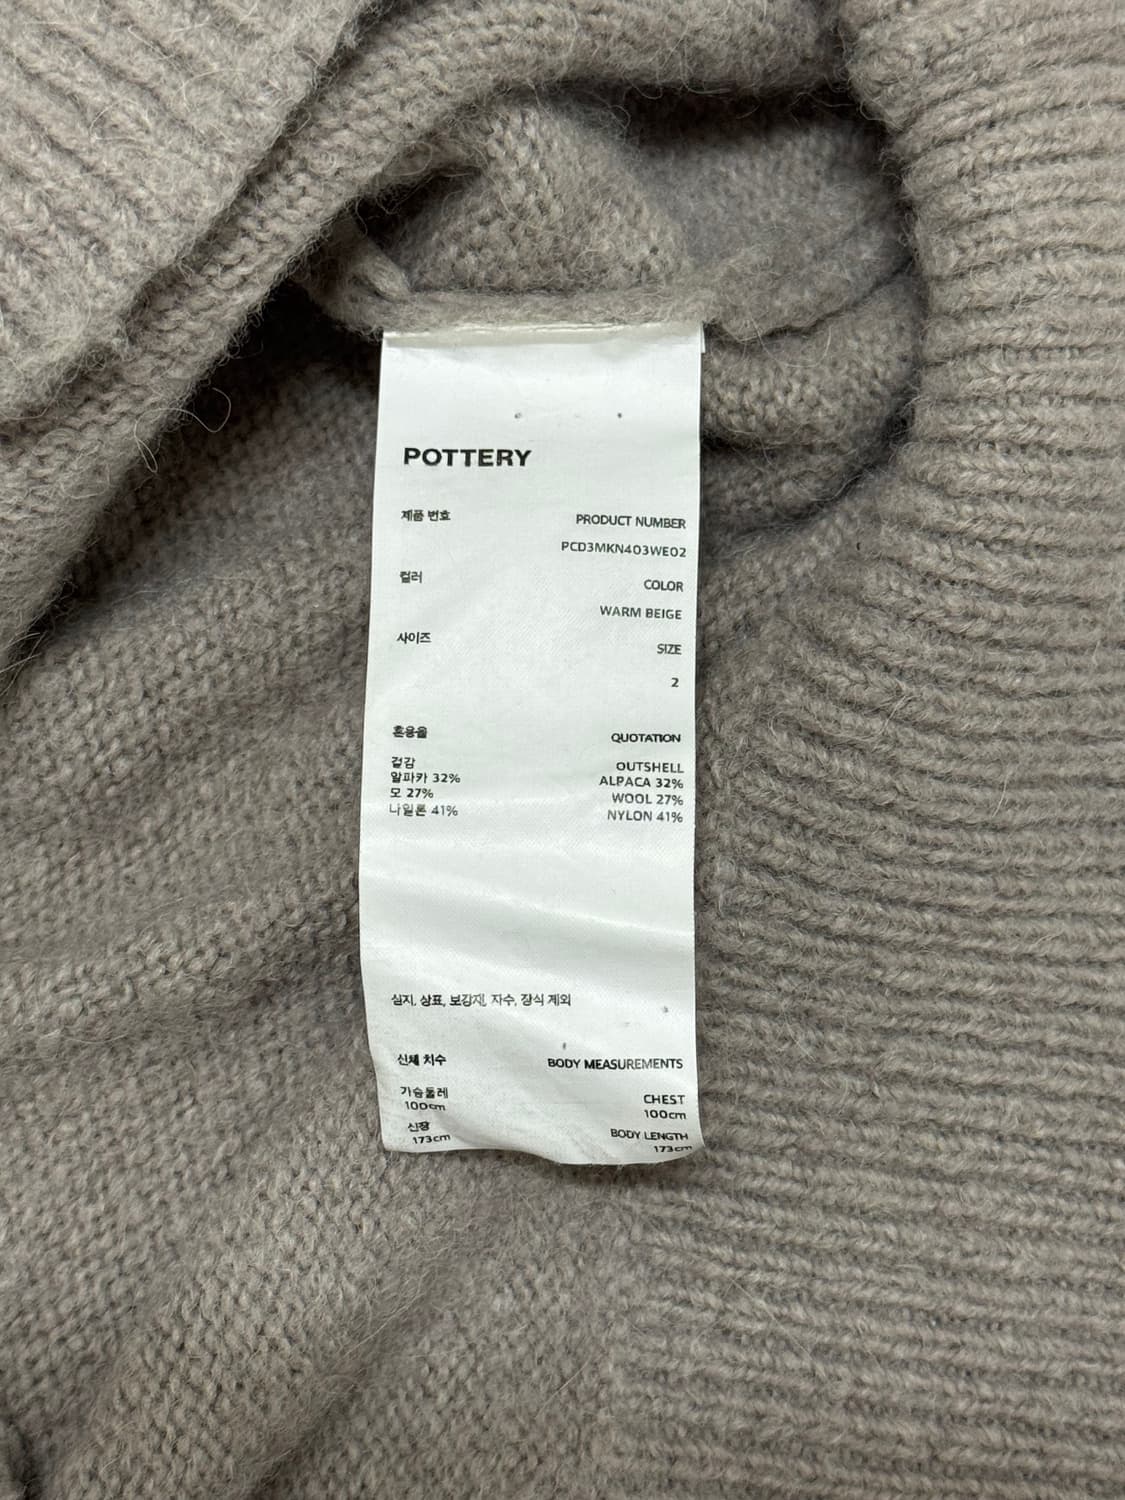 POTTERY
제품 번호 PRODUCT NUMBER
PCD3MKN403WE02
컬러 COLOR
WARM BEIGE
사이즈 SIZE
2
혼용율 QUOTATION
겉감 OUTSHELL
알파카 32% ALPACA 32%
모 27% WOOL 27%
나일론 41% NYLON 41%
심지, 상표, 보강재, 자수, 장식 제외
신체 치수 BODY MEASUREMENTS
가슴둘레 CHEST
100cm 100cm
신장 BODY LENGTH
173cm 173cm